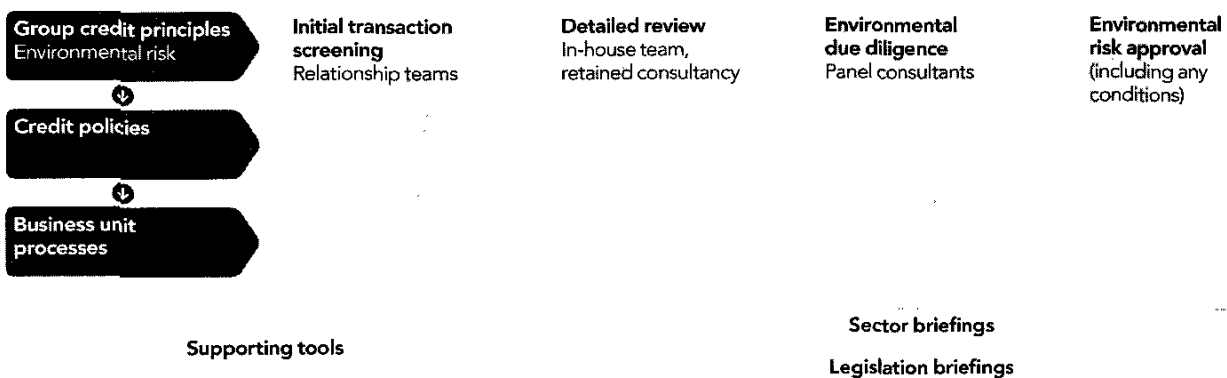 Group credit principles
Environmental risk
Credit policies
Business unit
processes
Initial transaction
screening
Relationship teams
Detailed review
In-house team,
retained consultancy
Environmental
due diligence
Panel consultants
Environmental
risk approval
(including any
conditions)
Supporting tools
Sector briefings
Legislation briefings